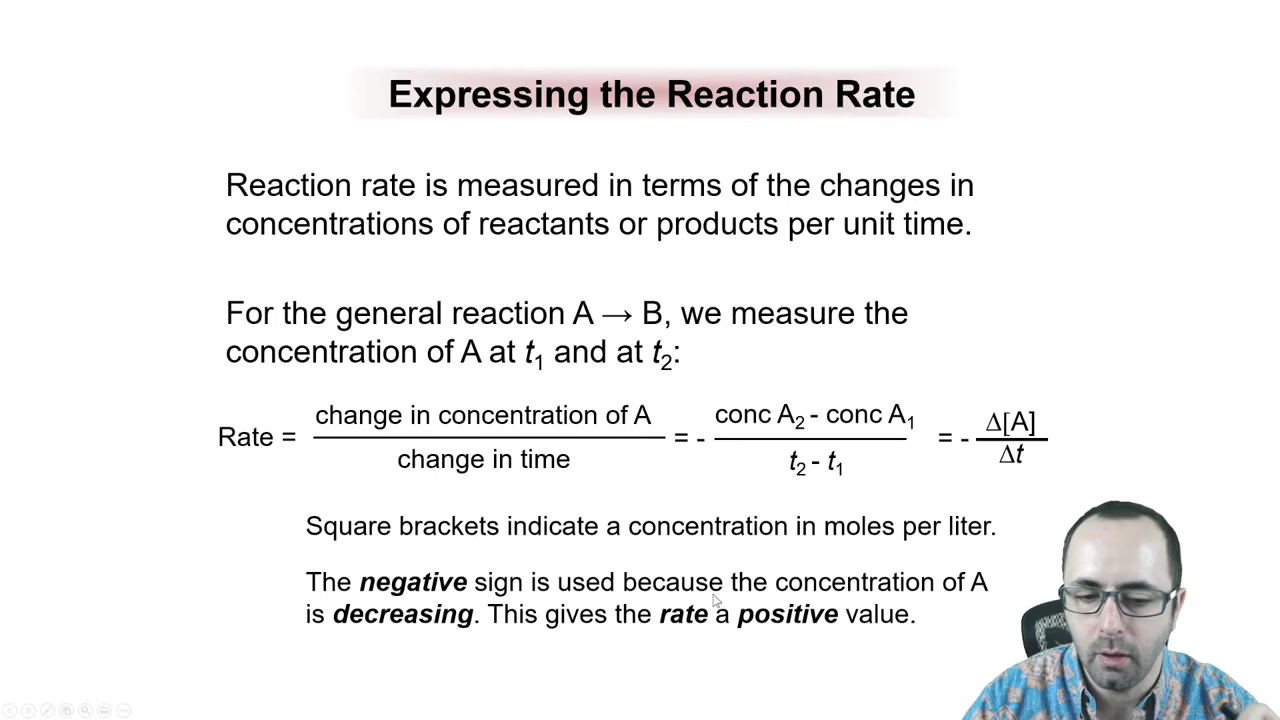 Expressing the Reaction Rate
Reaction rate is measured in terms of the changes in
concentrations of reactants or products per unit time.
For the general reaction A → B, we measure the
concentration of A at t₁ and at t₂:
Rate = change in concentration of A / change in time = - conc A₂ - conc A₁ / t₂ - t₁ = - Δ[A] / Δt
Square brackets indicate a concentration in moles per liter.
The negative sign is used because the concentration of A
is decreasing. This gives the rate a positive value.